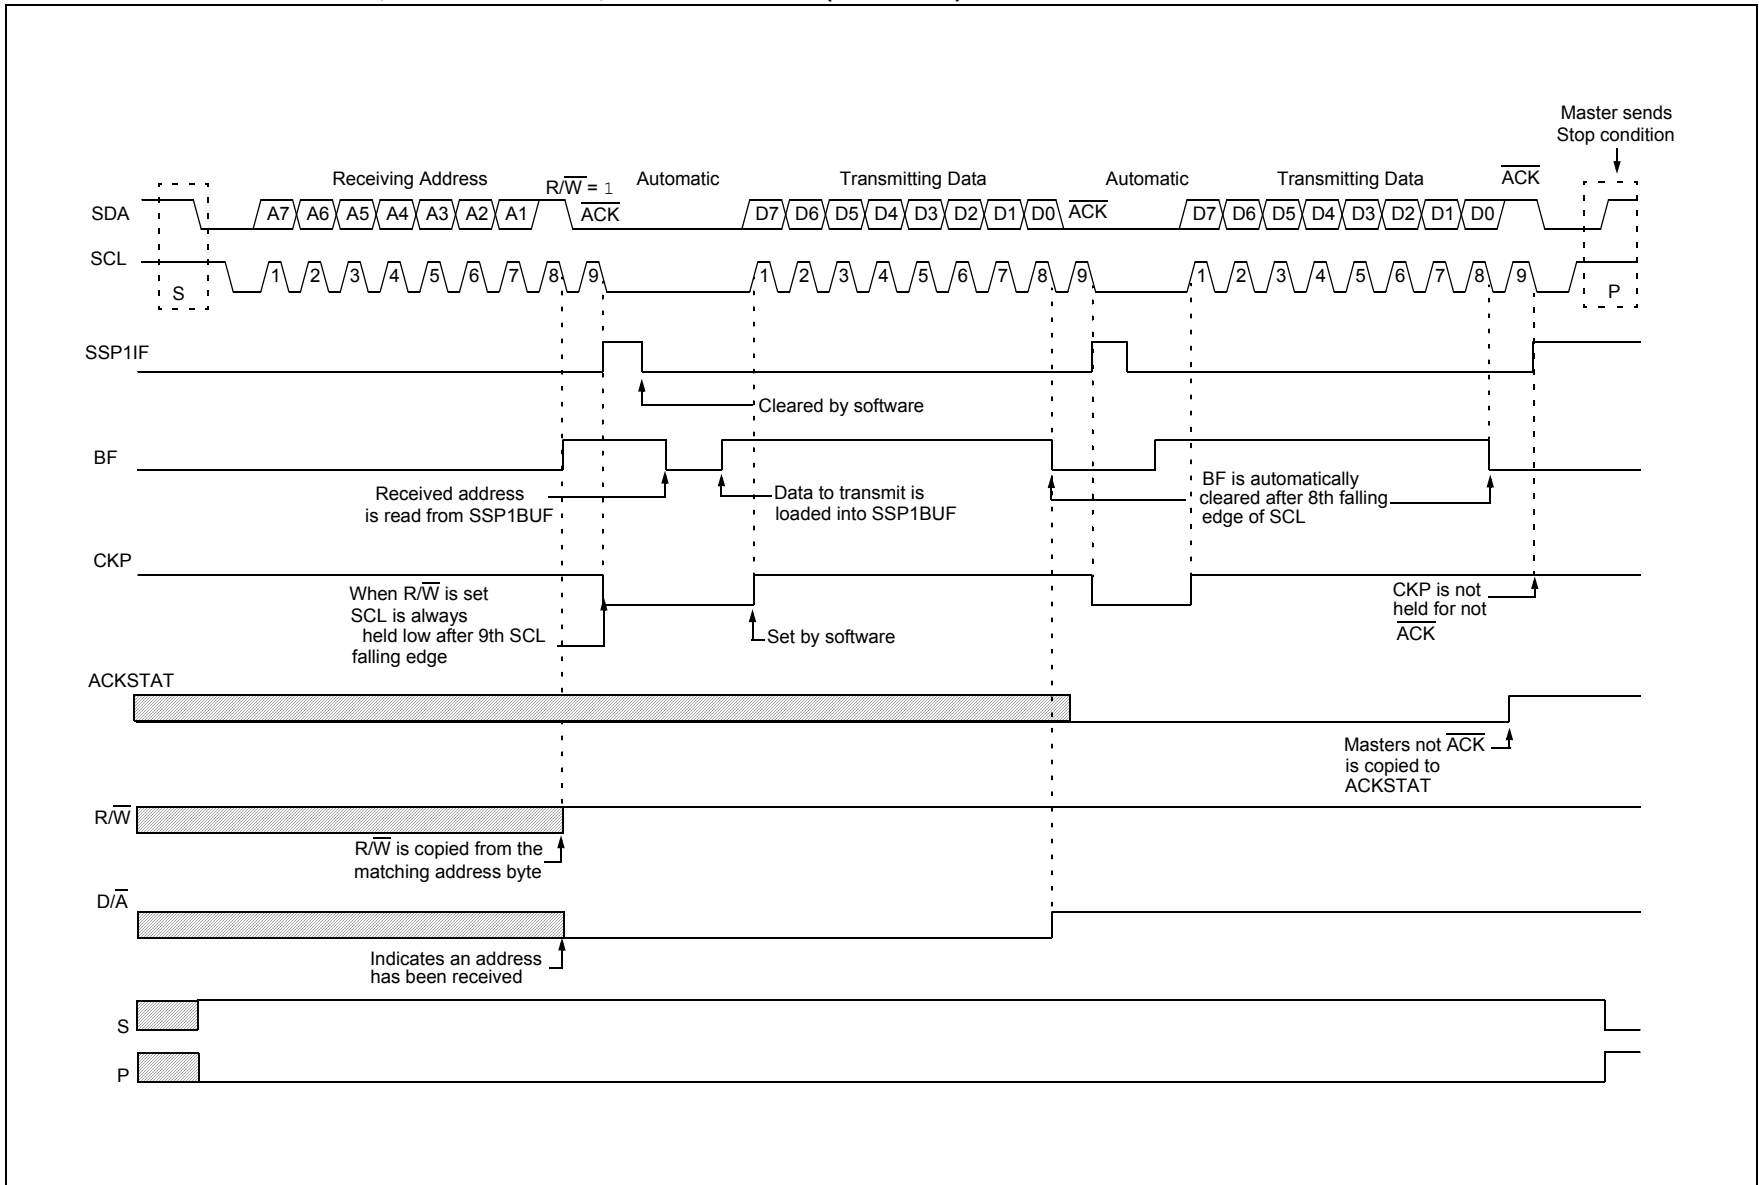 Master sends
Stop condition
Receiving Address
R/W̅ = 1
Automatic
Transmitting Data
Automatic
Transmitting Data
A̅C̅K̅
SDA
A7 A6 A5 A4 A3 A2 A1
A̅C̅K̅
D7 D6 D5 D4 D3 D2 D1 D0
A̅C̅K̅
D7 D6 D5 D4 D3 D2 D1 D0
SCL
S
1 2 3 4 5 6 7 8 9
1 2 3 4 5 6 7 8 9
1 2 3 4 5 6 7 8 9
P
SSP1IF
Cleared by software
BF
Received address
is read from SSP1BUF
Data to transmit is
loaded into SSP1BUF
BF is automatically
cleared after 8th falling
edge of SCL
CKP
When R/W̅ is set
SCL is always
held low after 9th SCL
falling edge
Set by software
CKP is not
held for not
A̅C̅K̅
ACKSTAT
Masters not A̅C̅K̅
is copied to
ACKSTAT
R/W̅
R/W̅ is copied from the
matching address byte
D/A̅
Indicates an address
has been received
S
P